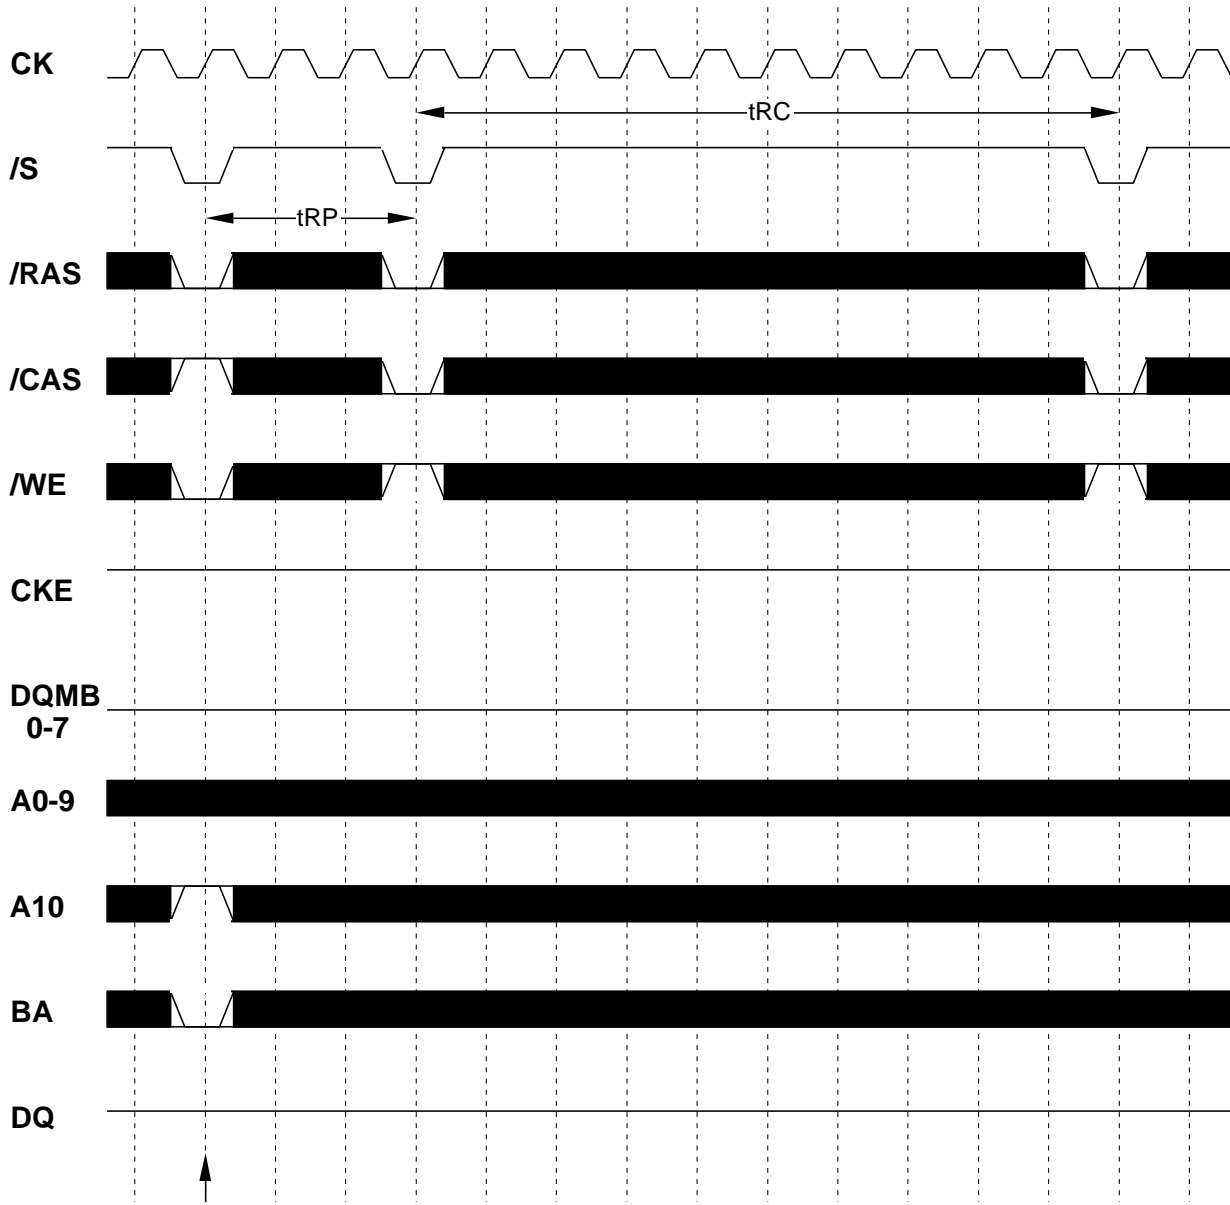 CK
tRC
/S
tRP
/RAS
/CAS
/WE
CKE
DQMB
0-7
A0-9
A10
BA
DQ